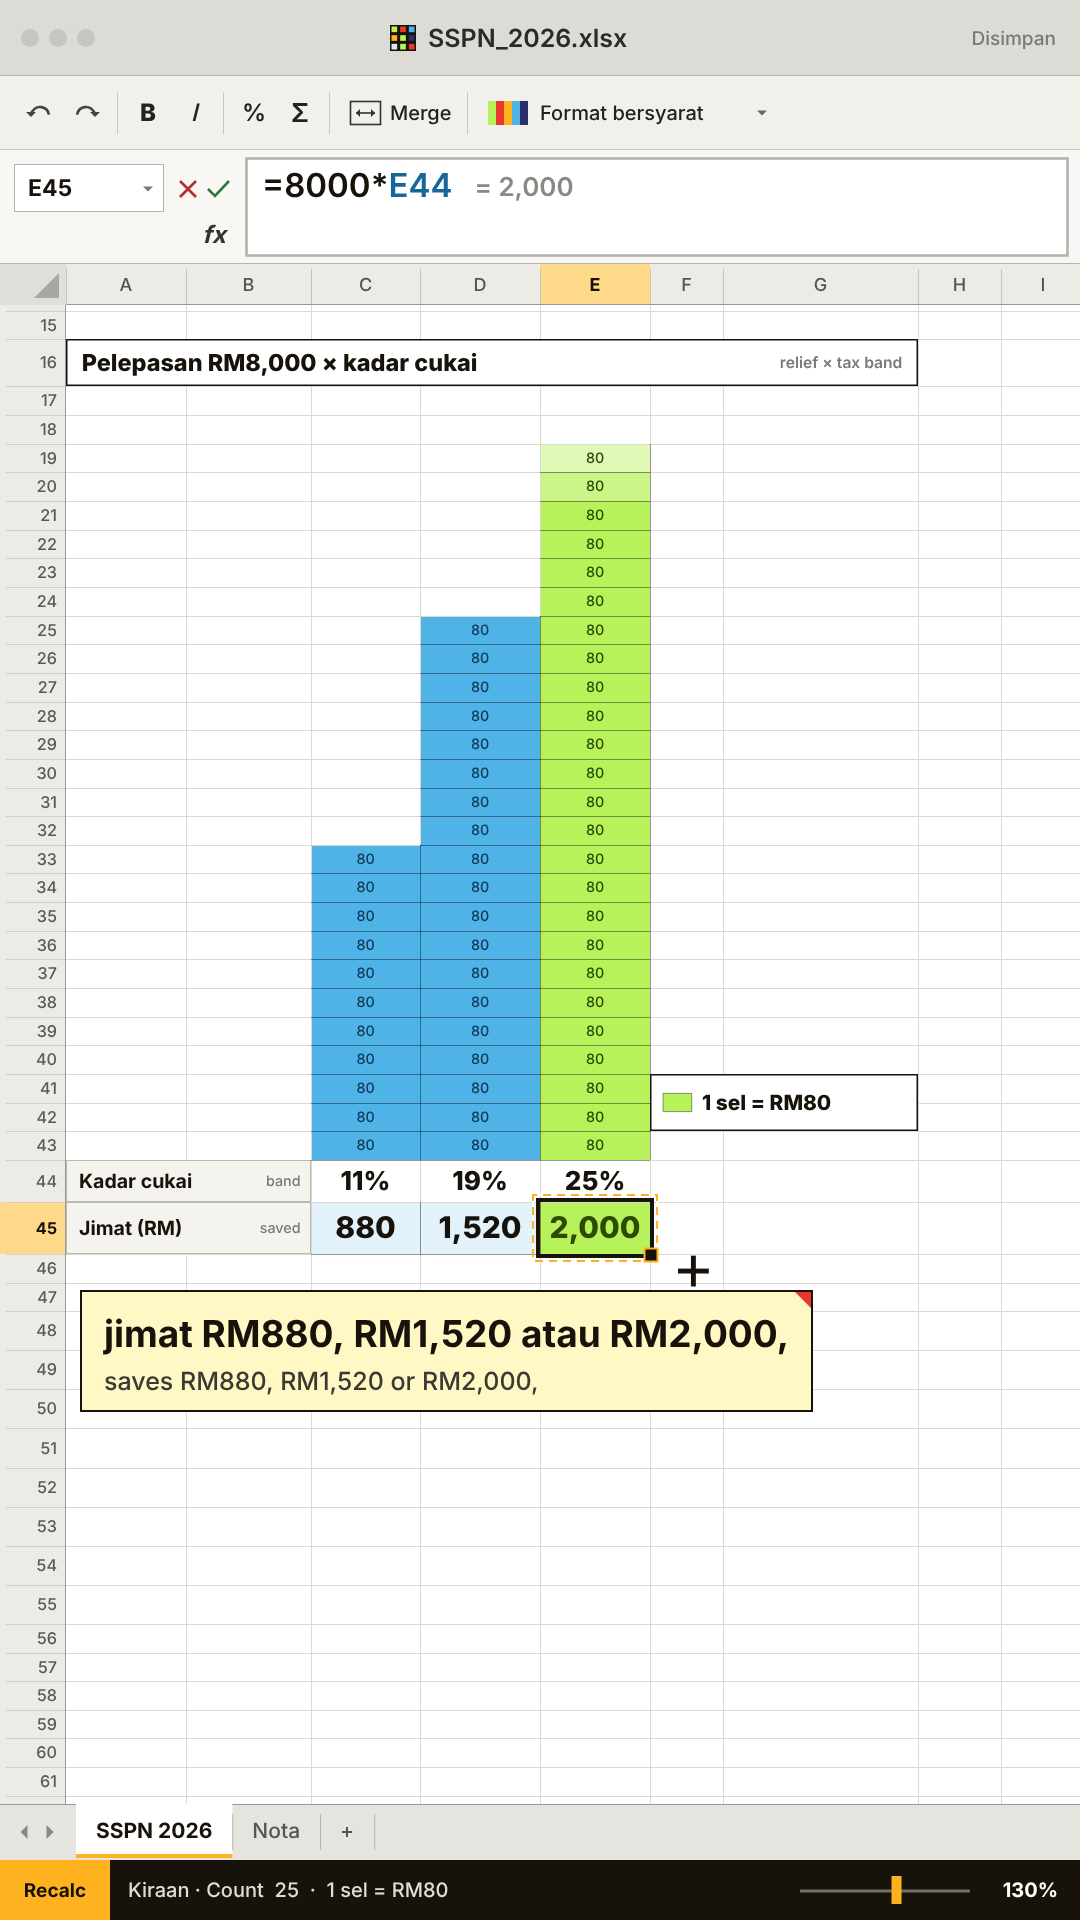 SSPN_2026.xlsx
Disimpan
B I % Σ Merge Format bersyarat
E45
=8000*E44 = 2,000
fx
A B C D E F G H I
15
16 Pelepasan RM8,000 × kadar cukai relief × tax band
17
18
19 80
20 80
21 80
22 80
23 80
24 80
25 80 80
26 80 80
27 80 80
28 80 80
29 80 80
30 80 80
31 80 80
32 80 80
33 80 80 80
34 80 80 80
35 80 80 80
36 80 80 80
37 80 80 80
38 80 80 80
39 80 80 80
40 80 80 80
41 80 80 80
1 sel = RM80
42 80 80 80
43 80 80 80
44 Kadar cukai band 11% 19% 25%
45 Jimat (RM) saved 880 1,520 2,000
46
47
48 jimat RM880, RM1,520 atau RM2,000,
49 saves RM880, RM1,520 or RM2,000,
50
51
52
53
54
55
56
57
58
59
60
61
SSPN 2026 Nota +
Recalc Kiraan · Count 25 · 1 sel = RM80 130%